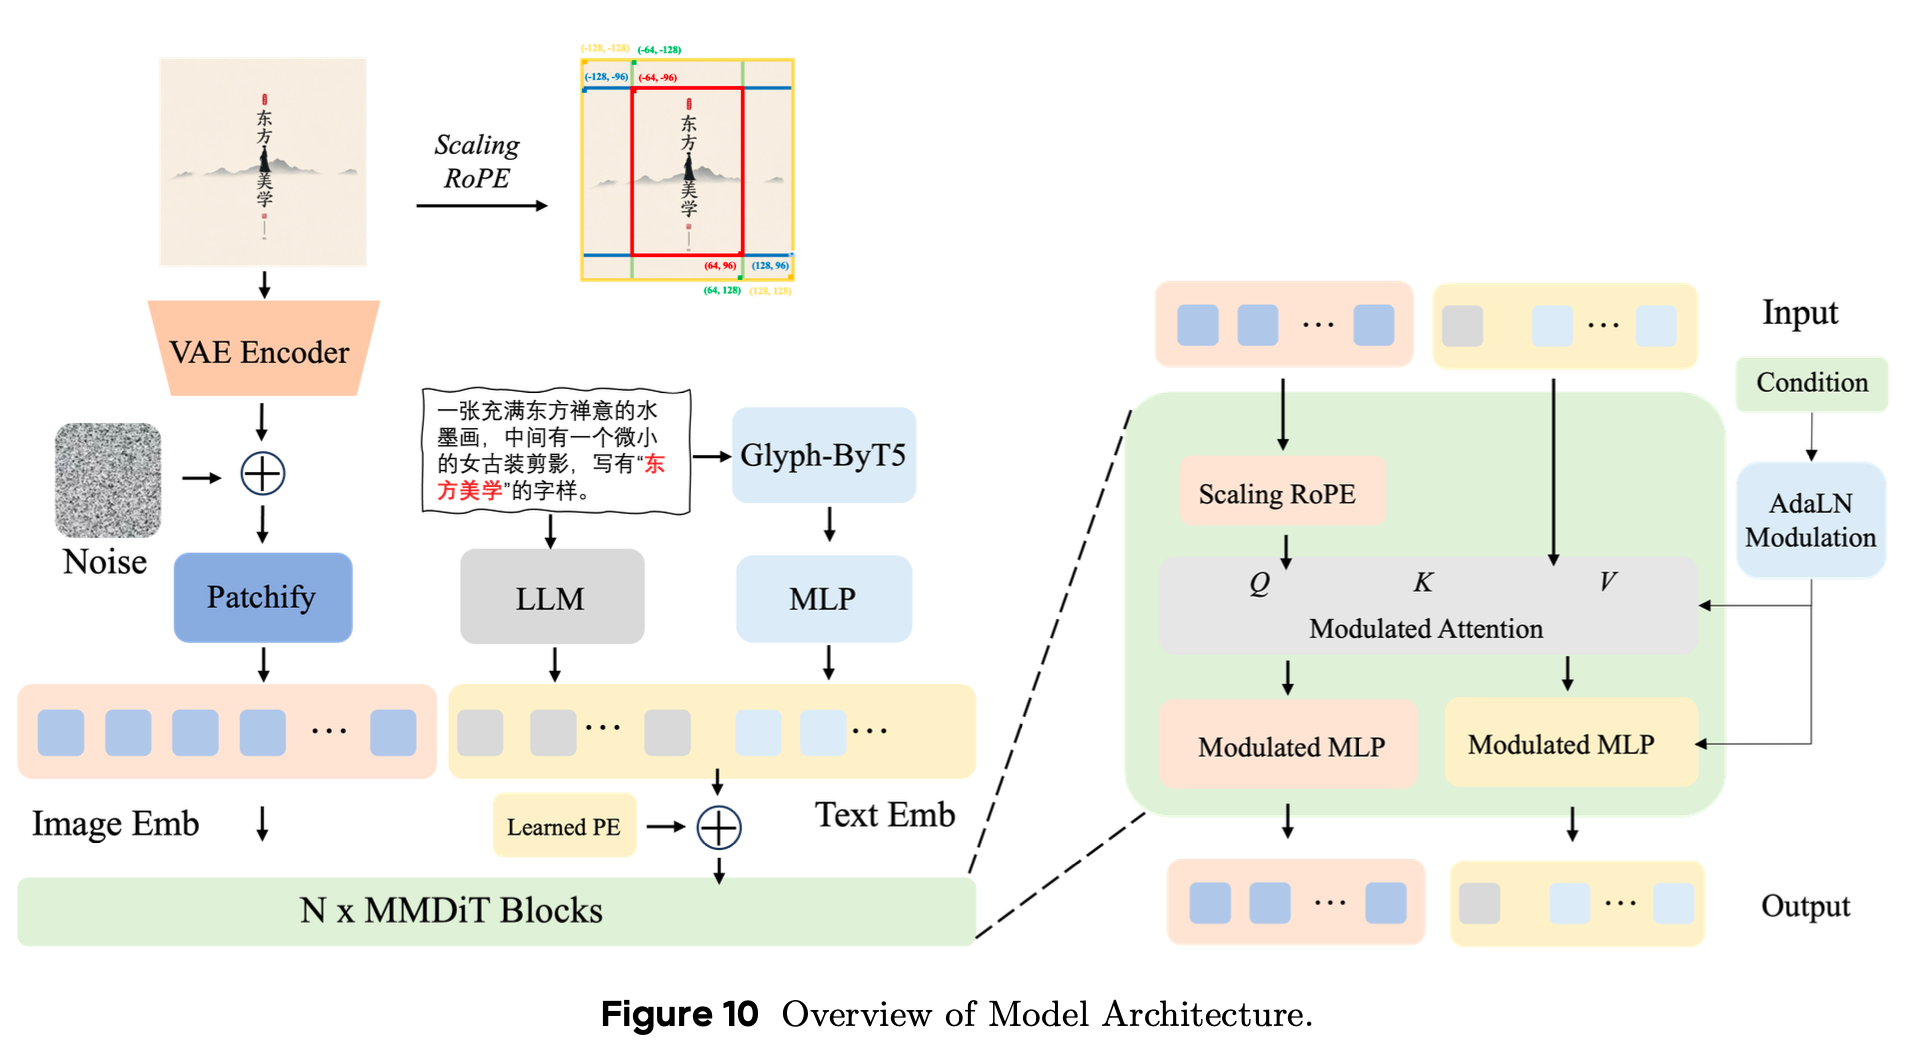 东
方
美
学
Scaling
RoPE
(-128, -128)
(-64, -128)
(-128, -96)
(-64, -96)
东
方
美
学
(64, 96)
(128, 96)
(64, 128)
(128, 128)
VAE Encoder
Noise
Patchify
一张充满东方禅意的水
墨画，中间有一个微小
的女古装剪影，写有“东
方美学”的字样。
Glyph-ByT5
LLM
MLP
...
...
...
Image Emb
Learned PE
Text Emb
N x MMDiT Blocks
...
...
Input
Condition
AdaLN
Modulation
Scaling RoPE
Q
K
V
Modulated Attention
Modulated MLP
Modulated MLP
...
...
Output
Figure 10 Overview of Model Architecture.